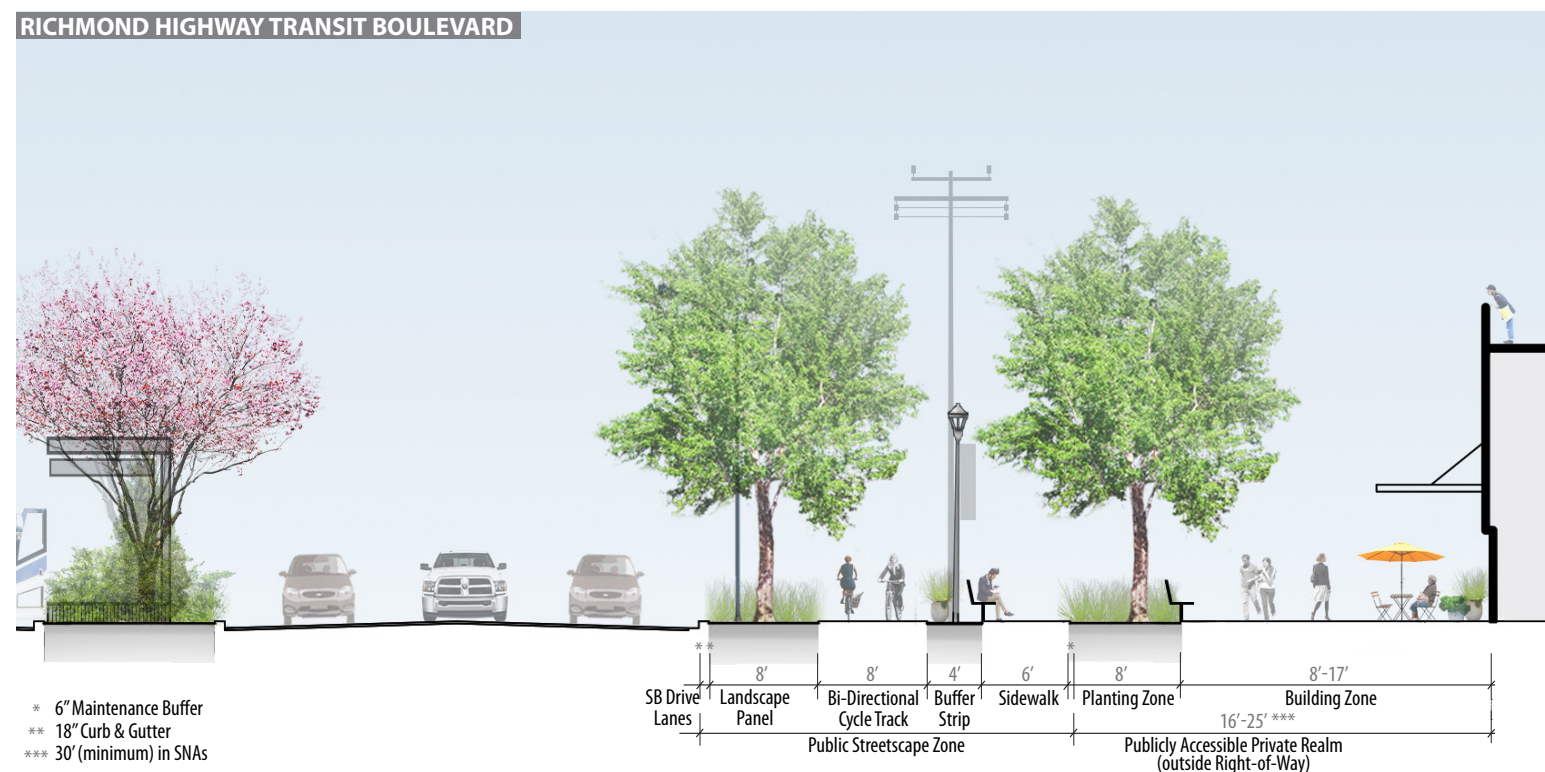 RICHMOND HIGHWAY TRANSIT BOULEVARD
**
*
8’
8’
4’
6’
8’
8’-17’
SB Drive
Lanes
Landscape
Panel
Bi-Directional
Cycle Track
Buffer
Strip
Sidewalk
Planting Zone
Building Zone
16’-25’ ***
Public Streetscape Zone
Publicly Accessible Private Realm
(outside Right-of-Way)
* 6” Maintenance Buffer
** 18” Curb & Gutter
*** 30’ (minimum) in SNAs